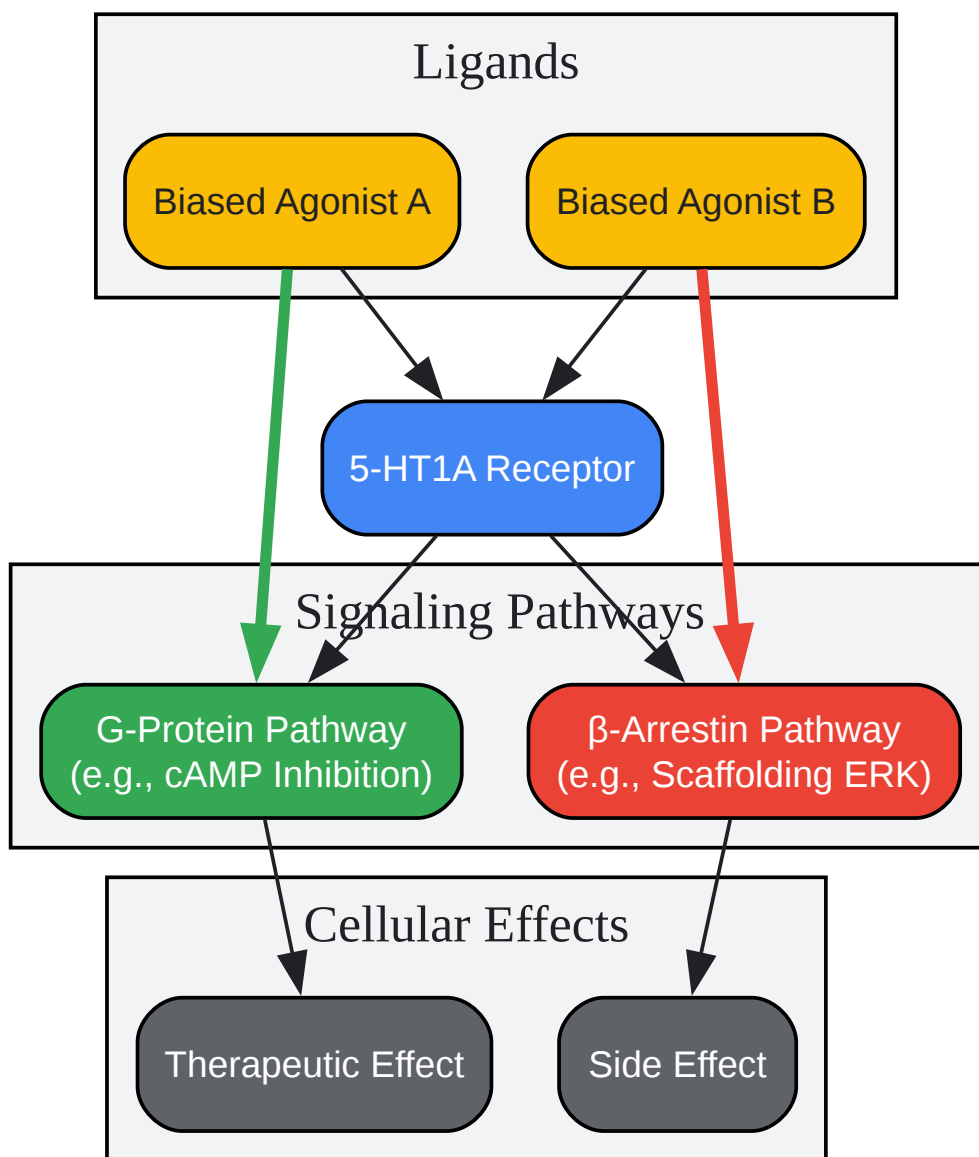 Ligands
Biased Agonist A
Biased Agonist B
5-HT1A Receptor
Signaling Pathways
G-Protein Pathway
(e.g., cAMP Inhibition)
β-Arrestin Pathway
(e.g., Scaffolding ERK)
Cellular Effects
Therapeutic Effect
Side Effect